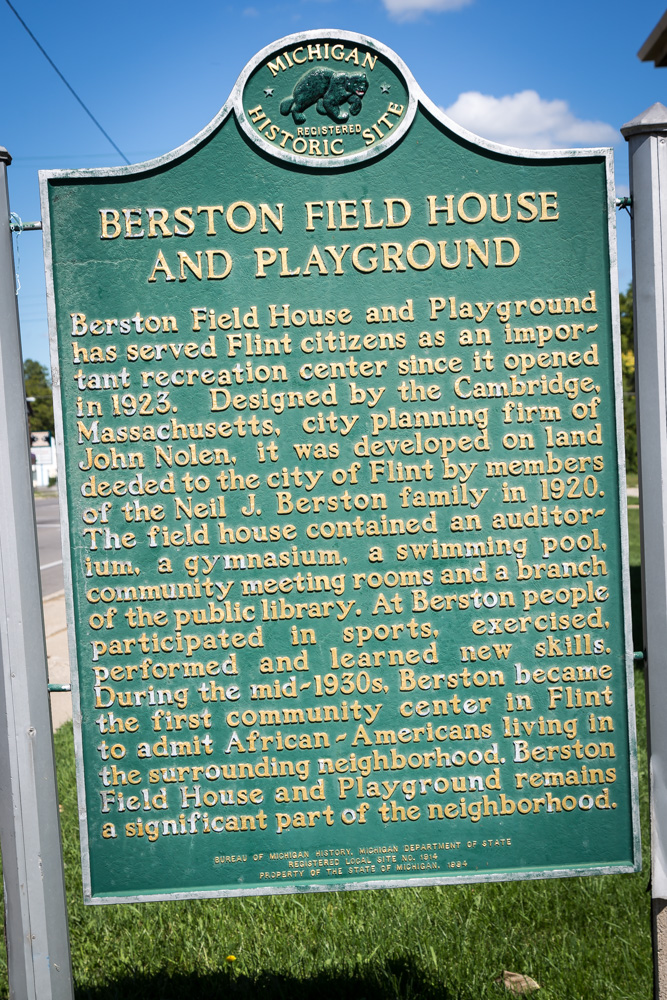 MICHIGAN
REGISTERED
HISTORIC SITE
BERSTON FIELD HOUSE
AND PLAYGROUND
Berston Field House and Playground
has served Flint citizens as an impor-
tant recreation center since it opened
in 1923. Designed by the Cambridge,
Massachusetts, city planning firm of
John Nolen, it was developed on land
deeded to the city of Flint by members
of the Neil J. Berston family in 1920.
The field house contained an auditor-
ium, a gymnasium, a swimming pool,
community meeting rooms and a branch
of the public library. At Berston people
participated in sports, exercised,
performed and learned new skills.
During the mid-1930s, Berston became
the first community center in Flint
to admit African-Americans living in
the surrounding neighborhood. Berston
Field House and Playground remains
a significant part of the neighborhood.
BUREAU OF MICHIGAN HISTORY, MICHIGAN DEPARTMENT OF STATE
REGISTERED LOCAL SITE NO. 1914
PROPERTY OF THE STATE OF MICHIGAN, 1994